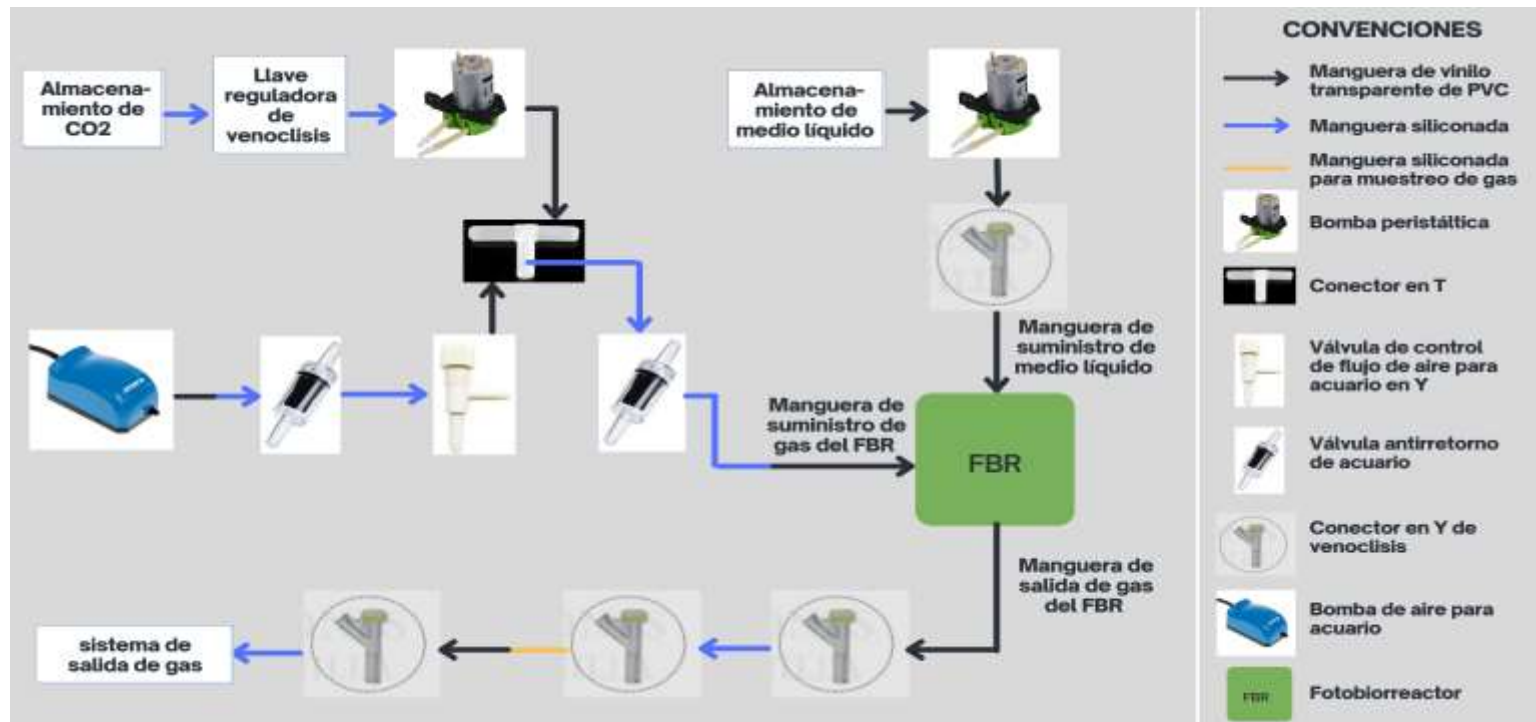 Almacena-
miento de
CO2
Llave
reguladora
de
venoclisis
Almacena-
miento de
medio líquido
Manguera de
suministro de
medio líquido
Manguera de
suministro de
gas del FBR
FBR
Manguera de
salida de gas
del FBR
sistema de
salida de gas
CONVENCIONES
Manguera de vinilo
transparente de PVC
Manguera siliconada
Manguera siliconada
para muestreo de gas
Bomba peristáltica
Conector en T
Válvula de control
de flujo de aire para
acuario en Y
Válvula antirretorno
de acuario
Conector en Y de
venoclisis
Bomba de aire para
acuario
FBR
Fotobiorreactor